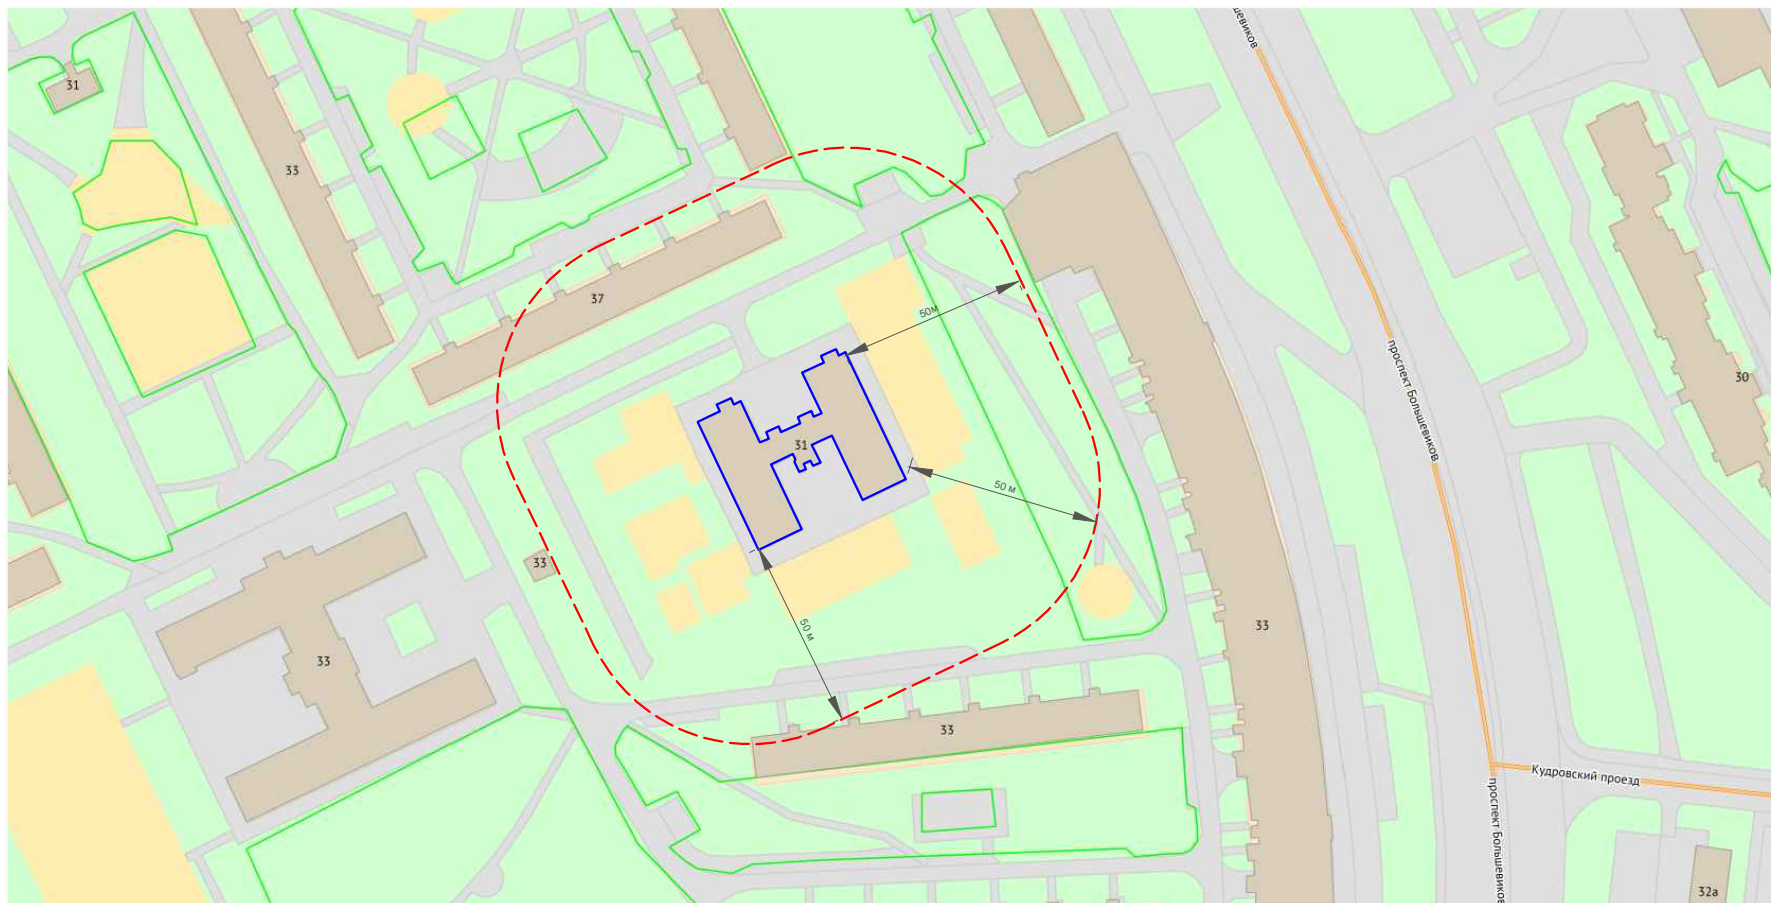 шевиков
31
33
37
50м
проспект Большевиков
30
31
50 м
33
50 м
33
33
33
Кудровский проезд
проспект Большевиков
32а